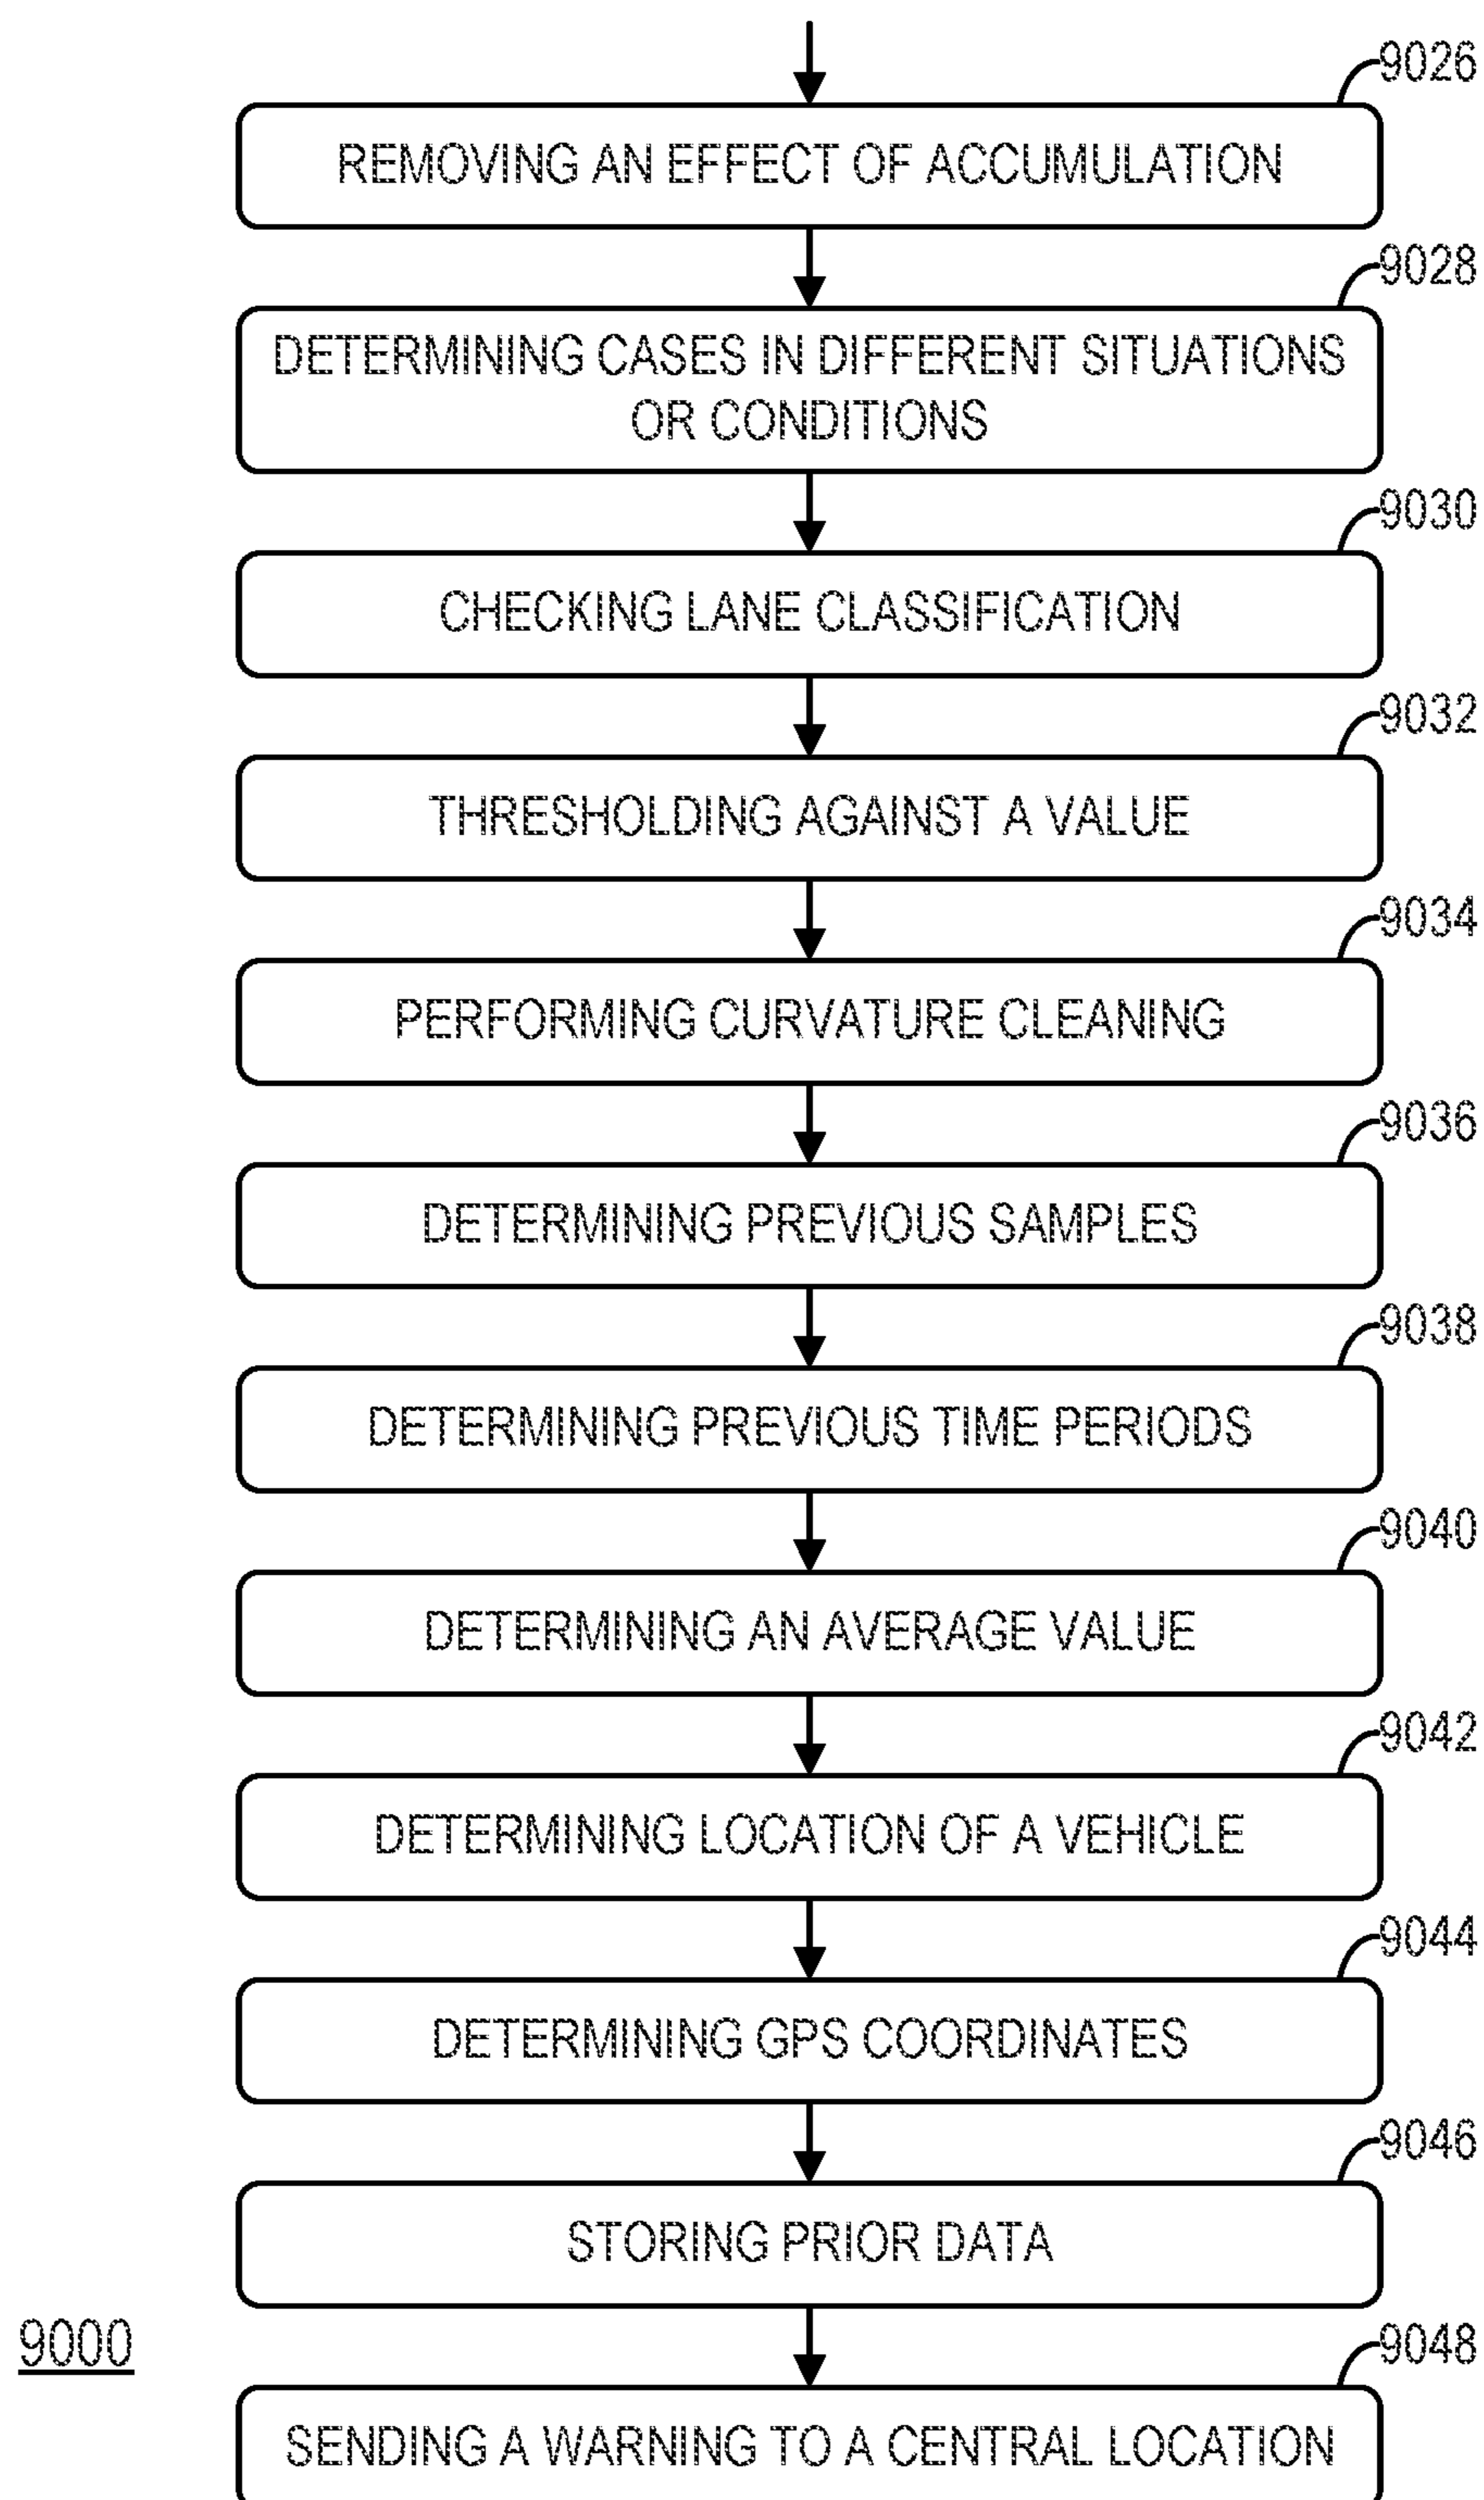 9026
REMOVING AN EFFECT OF ACCUMULATION
9028
DETERMINING CASES IN DIFFERENT SITUATIONS
OR CONDITIONS
9030
CHECKING LANE CLASSIFICATION
9032
THRESHOLDING AGAINST A VALUE
9034
PERFORMING CURVATURE CLEANING
9036
DETERMINING PREVIOUS SAMPLES
9038
DETERMINING PREVIOUS TIME PERIODS
9040
DETERMINING AN AVERAGE VALUE
9042
DETERMINING LOCATION OF A VEHICLE
9044
DETERMINING GPS COORDINATES
9046
STORING PRIOR DATA
9000
9048
SENDING A WARNING TO A CENTRAL LOCATION